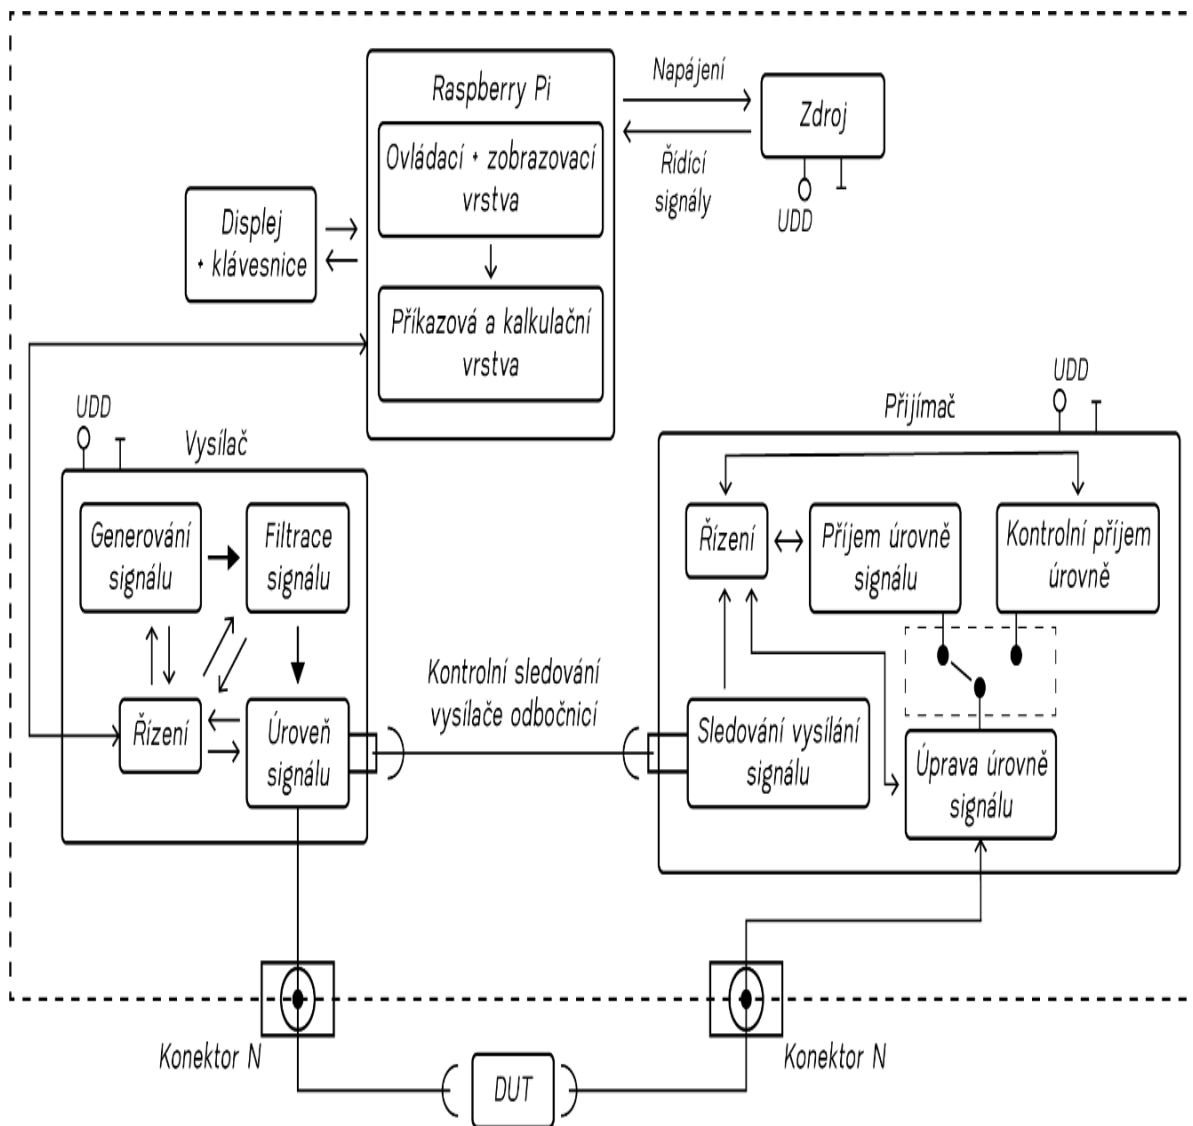 Raspberry Pi
Ovládací + zobrazovací
vrstva
Příkazová a kalkulační
vrstva
Napájení
Řídící
signály
Zdroj
UDD
Displej
+ klávesnice
UDD
Vysílač
Generování
signálu
Filtrace
signálu
Řízení
Úroveň
signálu
Kontrolní sledování
vysílače odbočnicí
UDD
Přijímač
Řízení
Příjem úrovně
signálu
Kontrolní příjem
úrovně
Sledování vysílání
signálu
Úprava úrovně
signálu
Konektor N
DUT
Konektor N